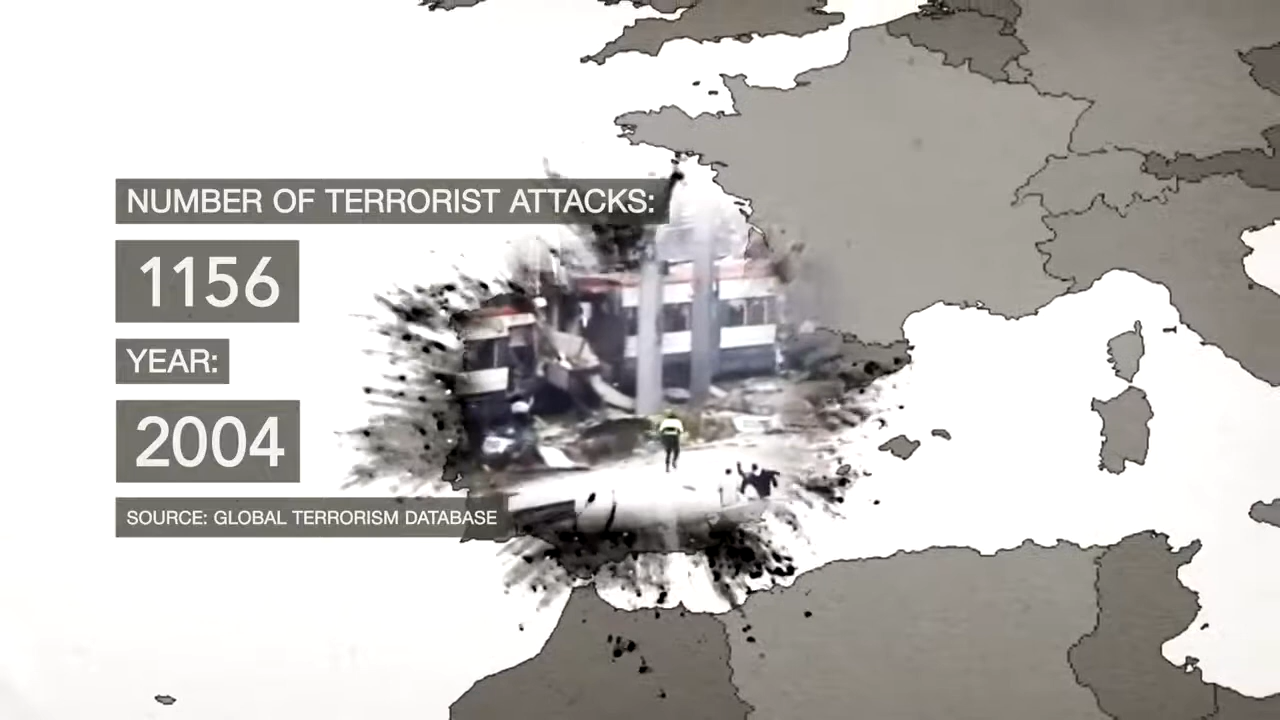 NUMBER OF TERRORIST ATTACKS:
1156
YEAR:
2004
SOURCE: GLOBAL TERRORISM DATABASE